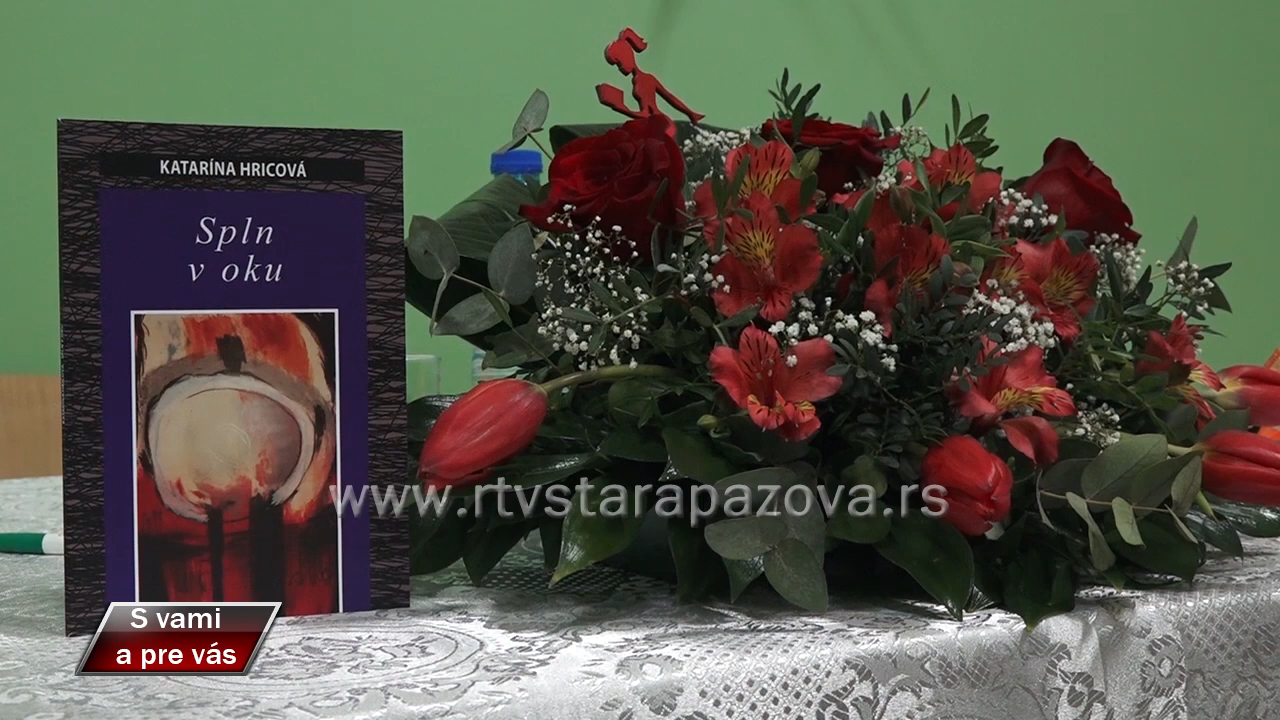 KATARÍNA HRICOVÁ
Spln
v oku
www.rtvstarapazova.rs
S vami
a pre vás